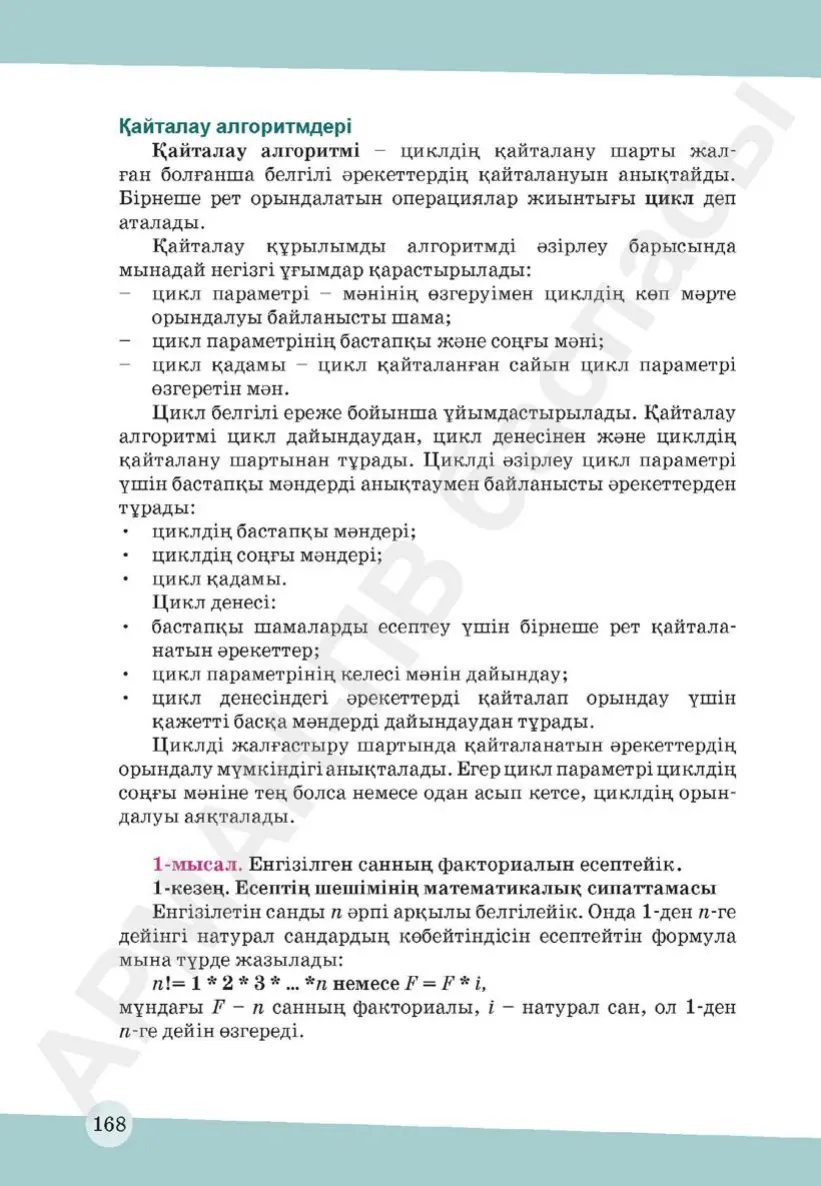 Қайталау алгоритмдері
Қайталау алгоритмі – циклдің қайталану шарты жал-
ған болғанша белгілі әрекеттердің қайталануын анықтайды.
Бірнеше рет орындалатын операциялар жиынтығы цикл деп
аталады.
Қайталау құрылымды алгоритмді әзірлеу барысында
мынадай негізгі ұғымдар қарастырылады:
– цикл параметрі – мәнінің өзгеруімен циклдің көп мәрте
орындалуы байланысты шама;
– цикл параметрінің бастапқы және соңғы мәні;
– цикл қадамы – цикл қайталанған сайын цикл параметрі
өзгеретін мән.
Цикл белгілі ереже бойынша ұйымдастырылады. Қайталау
алгоритмі цикл дайындаудан, цикл денесінен және циклдің
қайталану шартынан тұрады. Циклді әзірлеу цикл параметрі
үшін бастапқы мәндерді анықтаумен байланысты әрекеттерден
тұрады:
• циклдің бастапқы мәндері;
• циклдің соңғы мәндері;
• цикл қадамы.
Цикл денесі:
• бастапқы шамаларды есептеу үшін бірнеше рет қайтала-
натын әрекеттер;
• цикл параметрінің келесі мәнін дайындау;
• цикл денесіндегі әрекеттерді қайталап орындау үшін
қажетті басқа мәндерді дайындаудан тұрады.
Циклді жалғастыру шартында қайталанатын әрекеттердің
орындалу мүмкіндігі анықталады. Егер цикл параметрі циклдің
соңғы мәніне тең болса немесе одан асып кетсе, циклдің орын-
далуы аяқталады.
1-мысал. Енгізілген санның факториалын есептейік.
1-кезең. Есептің шешімінің математикалық сипаттамасы
Енгізілетін санды n әрпі арқылы белгілейік. Онда 1-ден n-ге
дейінгі натурал сандардың көбейтіндісін есептейтін формула
мына түрде жазылады:
n!= 1 * 2 * 3 * ... *n немесе F = F * i,
мұндағы F – n санның факториалы, i – натурал сан, ол 1-ден
n-ге дейін өзгереді.
168
АРМАН-ПВ баспасы